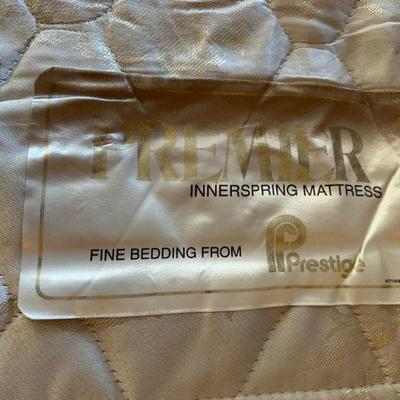 PREMIER
INNERSPRING MATTRESS
FINE BEDDING FROM
Prestige